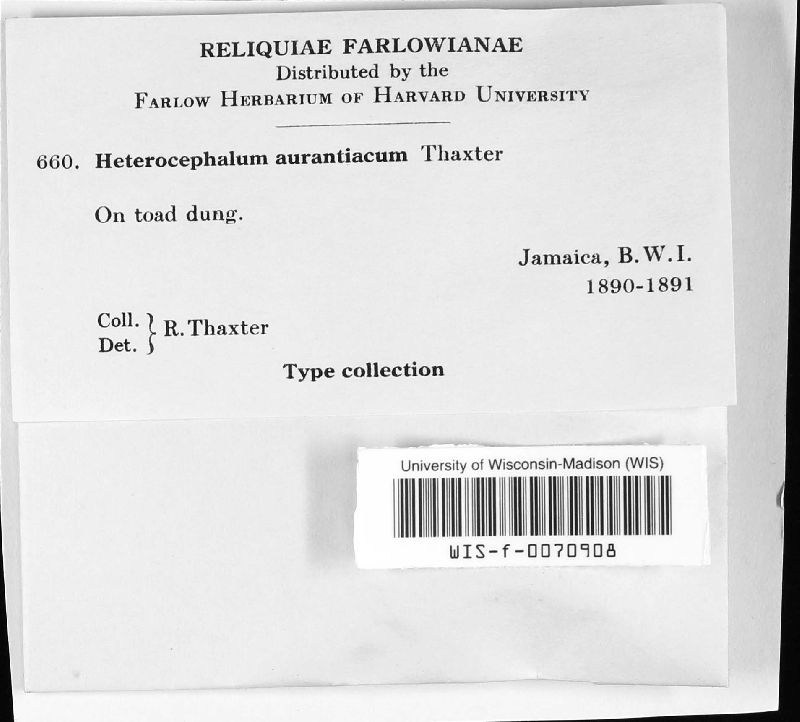 RELIQUIAE FARLOWIANAE
Distributed by the
FARLOW HERBARIUM OF HARVARD UNIVERSITY
660. Heterocephalum aurantiacum Thaxter
On toad dung.
Jamaica, B.W.I.
1890-1891
Coll. } R. Thaxter
Det.
Type collection
University of Wisconsin-Madison (WIS)
WIS-f-0070908